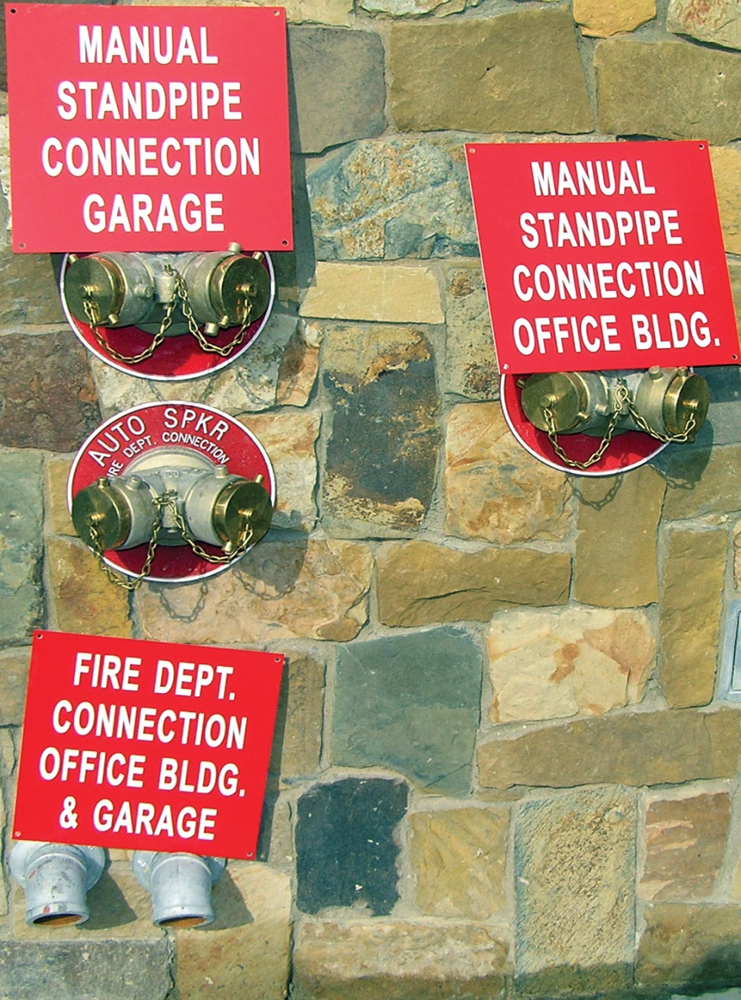 MANUAL
STANDPIPE
CONNECTION
GARAGE
MANUAL
STANDPIPE
CONNECTION
OFFICE BLDG.
AUTO SPKR
DEPT. CONNECTION
FIRE DEPT.
CONNECTION
OFFICE BLDG.
& GARAGE